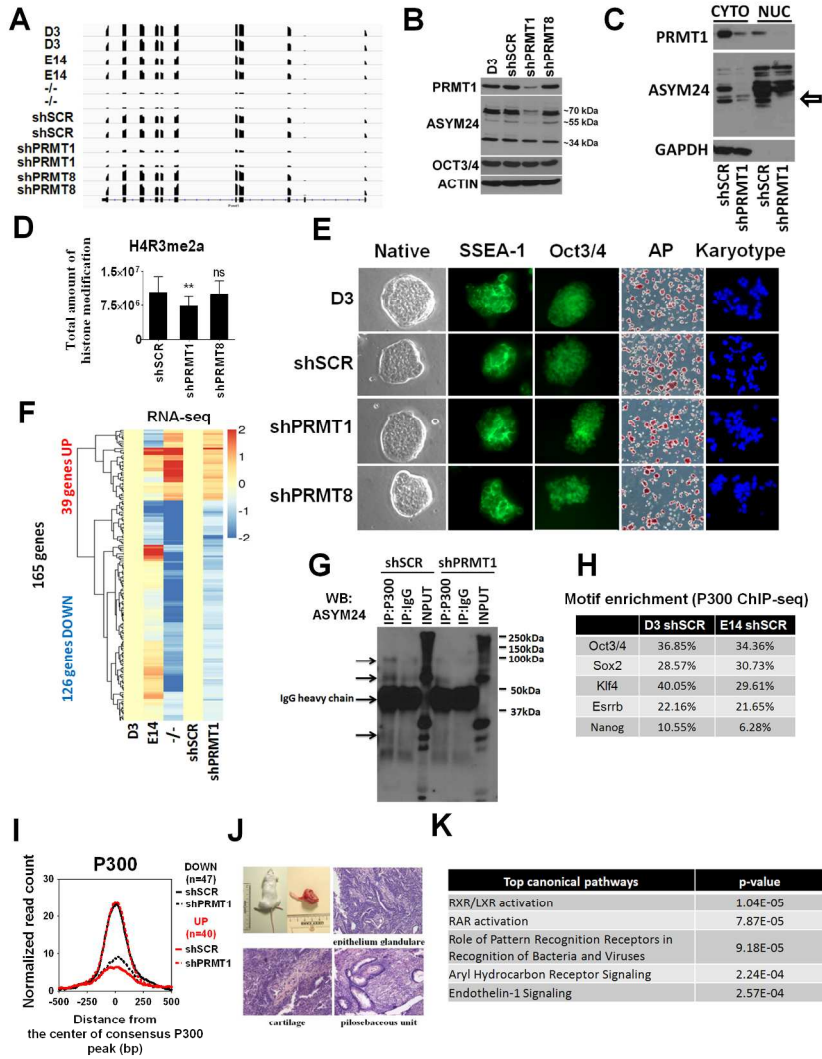 A
D3
D3
E14
E14
-/-
-/-
shSCR
shSCR
shPRMT1
shPRMT1
shPRMT8
shPRMT8
B
D3
shSCR
shPRMT1
shPRMT8
PRMT1
ASYM24
~70 kDa
~55 kDa
~34 kDa
OCT3/4
ACTIN
C
CYTO NUC
PRMT1
ASYM24
GAPDH
shSCR
shPRMT1
shSCR
shPRMT1
D
H4R3me2a
Total amount of
histone modification
1.5×10⁷
7.5×10⁶
0
**
ns
shSCR
shPRMT1
shPRMT8
E
Native SSEA-1 Oct3/4 AP Karyotype
D3
shSCR
shPRMT1
shPRMT8
F
RNA-seq
165 genes
39 genes UP
126 genes DOWN
2
1
0
-1
-2
D3
E14
-/-
shSCR
shPRMT1
G
shSCR shPRMT1
WB:
ASYM24
IP:P300
IP:IgG
INPUT
IP:P300
IP:IgG
INPUT
250kDa
150kDa
100kDa
50kDa
37kDa
IgG heavy chain
H
Motif enrichment (P300 ChIP-seq)
D3 shSCR E14 shSCR
Oct3/4 36.85% 34.36%
Sox2 28.57% 30.73%
Klf4 40.05% 29.61%
Esrrb 22.16% 21.65%
Nanog 10.55% 6.28%
I
P300
Normalized read count
30
20
10
0
-500 -250 0 250 500
Distance from
the center of consensus P300
peak (bp)
DOWN
(n=47)
shSCR
shPRMT1
UP
(n=40)
shSCR
shPRMT1
J
epithelium glandulare
cartilage
pilosebaceous unit
K
Top canonical pathways p-value
RXR/LXR activation 1.04E-05
RAR activation 7.87E-05
Role of Pattern Recognition Receptors in
Recognition of Bacteria and Viruses 9.18E-05
Aryl Hydrocarbon Receptor Signaling 2.24E-04
Endothelin-1 Signaling 2.57E-04